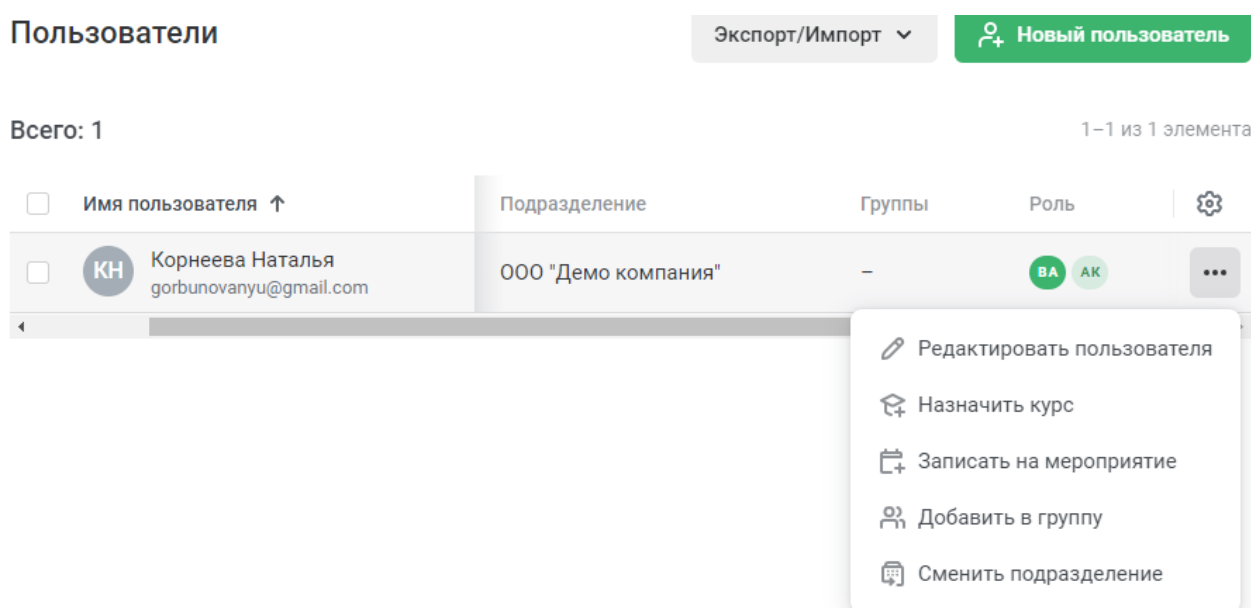 Пользователи
Экспорт/Импорт
Новый пользователь
Всего: 1
1–1 из 1 элемента
Имя пользователя Подразделение Группы Роль
КН Корнеева Наталья ООО "Демо компания" – ВА АК
gorbunovanyu@gmail.com
Редактировать пользователя
Назначить курс
Записать на мероприятие
Добавить в группу
Сменить подразделение